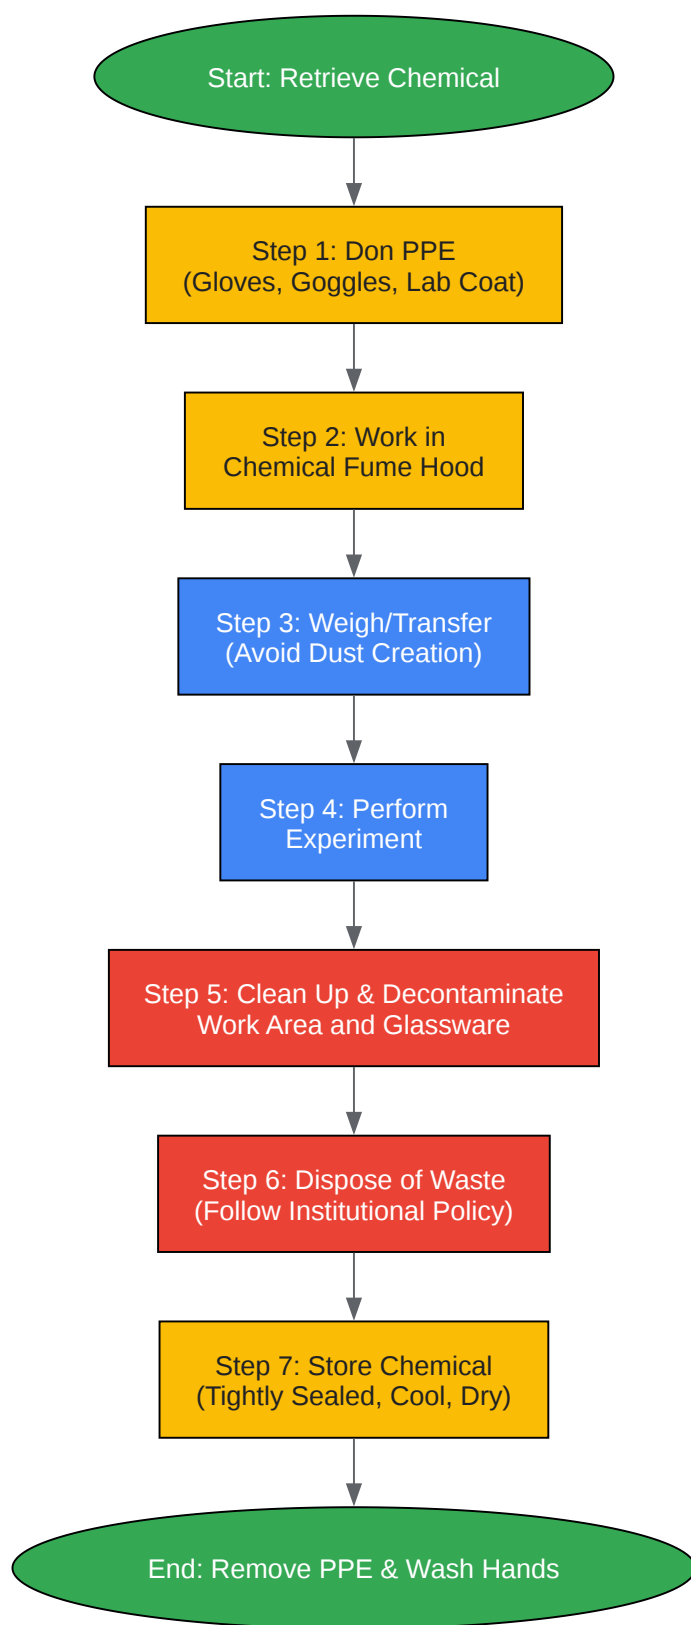 Start: Retrieve Chemical
Step 1: Don PPE
(Gloves, Goggles, Lab Coat)
Step 2: Work in
Chemical Fume Hood
Step 3: Weigh/Transfer
(Avoid Dust Creation)
Step 4: Perform
Experiment
Step 5: Clean Up & Decontaminate
Work Area and Glassware
Step 6: Dispose of Waste
(Follow Institutional Policy)
Step 7: Store Chemical
(Tightly Sealed, Cool, Dry)
End: Remove PPE & Wash Hands